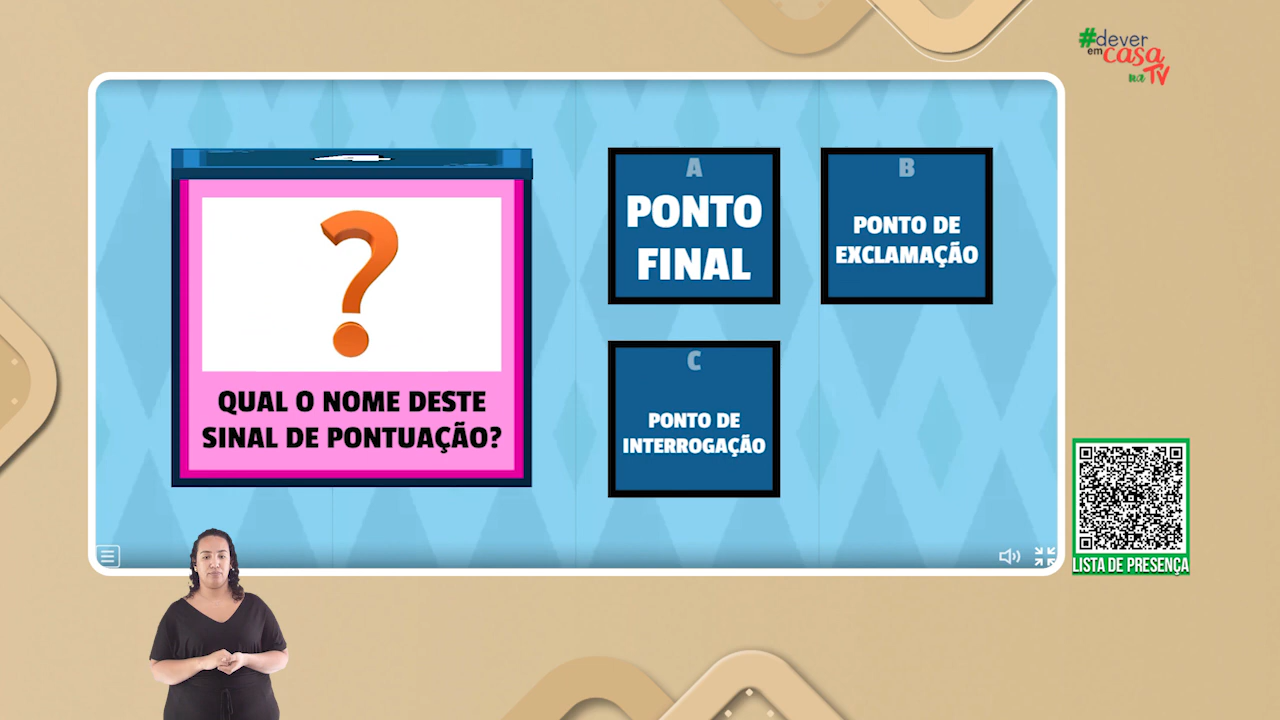 #dever
em casa
na TV
?
QUAL O NOME DESTE
SINAL DE PONTUAÇÃO?
A
PONTO
FINAL
B
PONTO DE
EXCLAMAÇÃO
C
PONTO DE
INTERROGAÇÃO
LISTA DE PRESENÇA